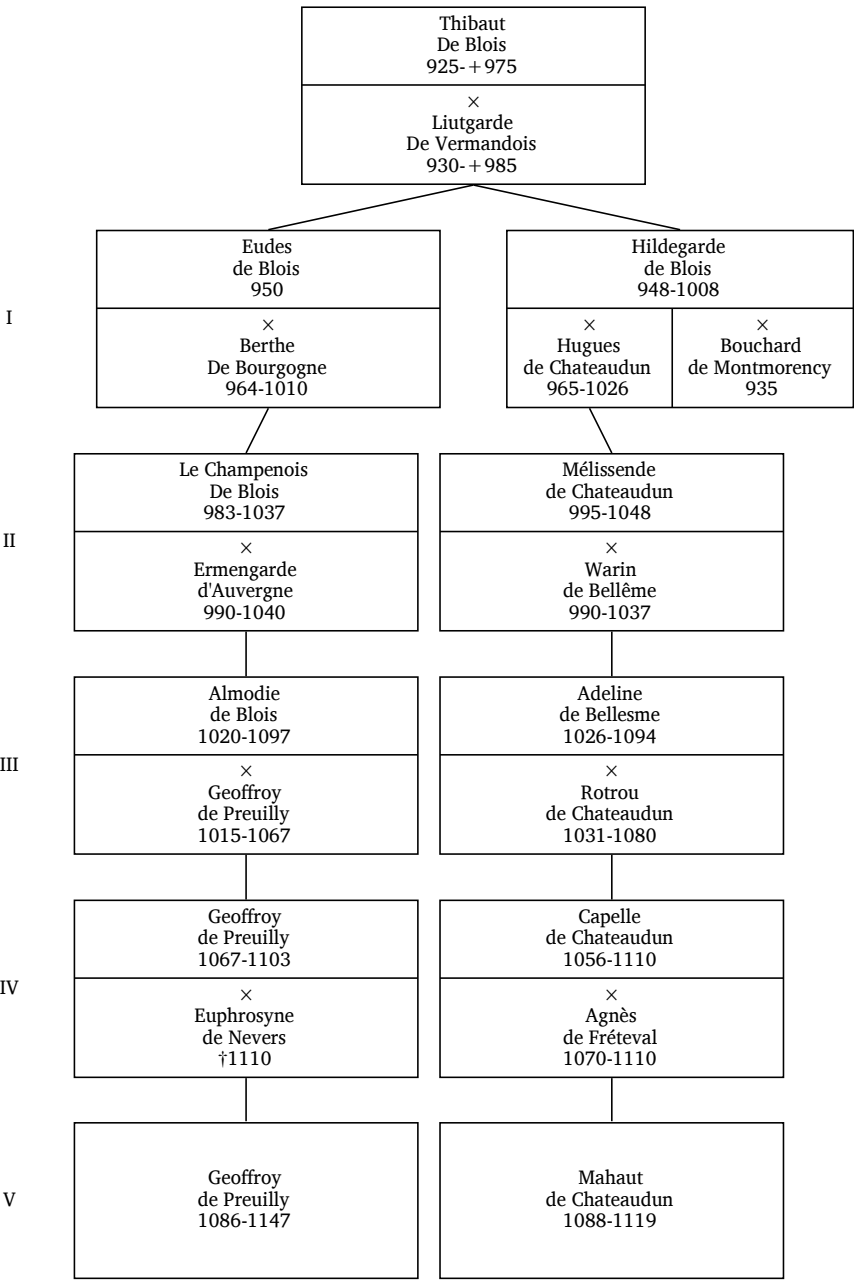 Thibaut
De Blois
925-+975
×
Liutgarde
De Vermandois
930-+985
I
Eudes
de Blois
950
×
Berthe
De Bourgogne
964-1010
Hildegarde
de Blois
948-1008
×
Hugues
de Chateaudun
965-1026
×
Bouchard
de Montmorency
935
II
Le Champenois
De Blois
983-1037
×
Ermengarde
d'Auvergne
990-1040
Mélissende
de Chateaudun
995-1048
×
Warin
de Bellême
990-1037
III
Almodie
de Blois
1020-1097
×
Geoffroy
de Preuilly
1015-1067
Adeline
de Bellesme
1026-1094
×
Rotrou
de Chateaudun
1031-1080
IV
Geoffroy
de Preuilly
1067-1103
×
Euphrosyne
de Nevers
†1110
Capelle
de Chateaudun
1056-1110
×
Agnès
de Fréteval
1070-1110
V
Geoffroy
de Preuilly
1086-1147
Mahaut
de Chateaudun
1088-1119